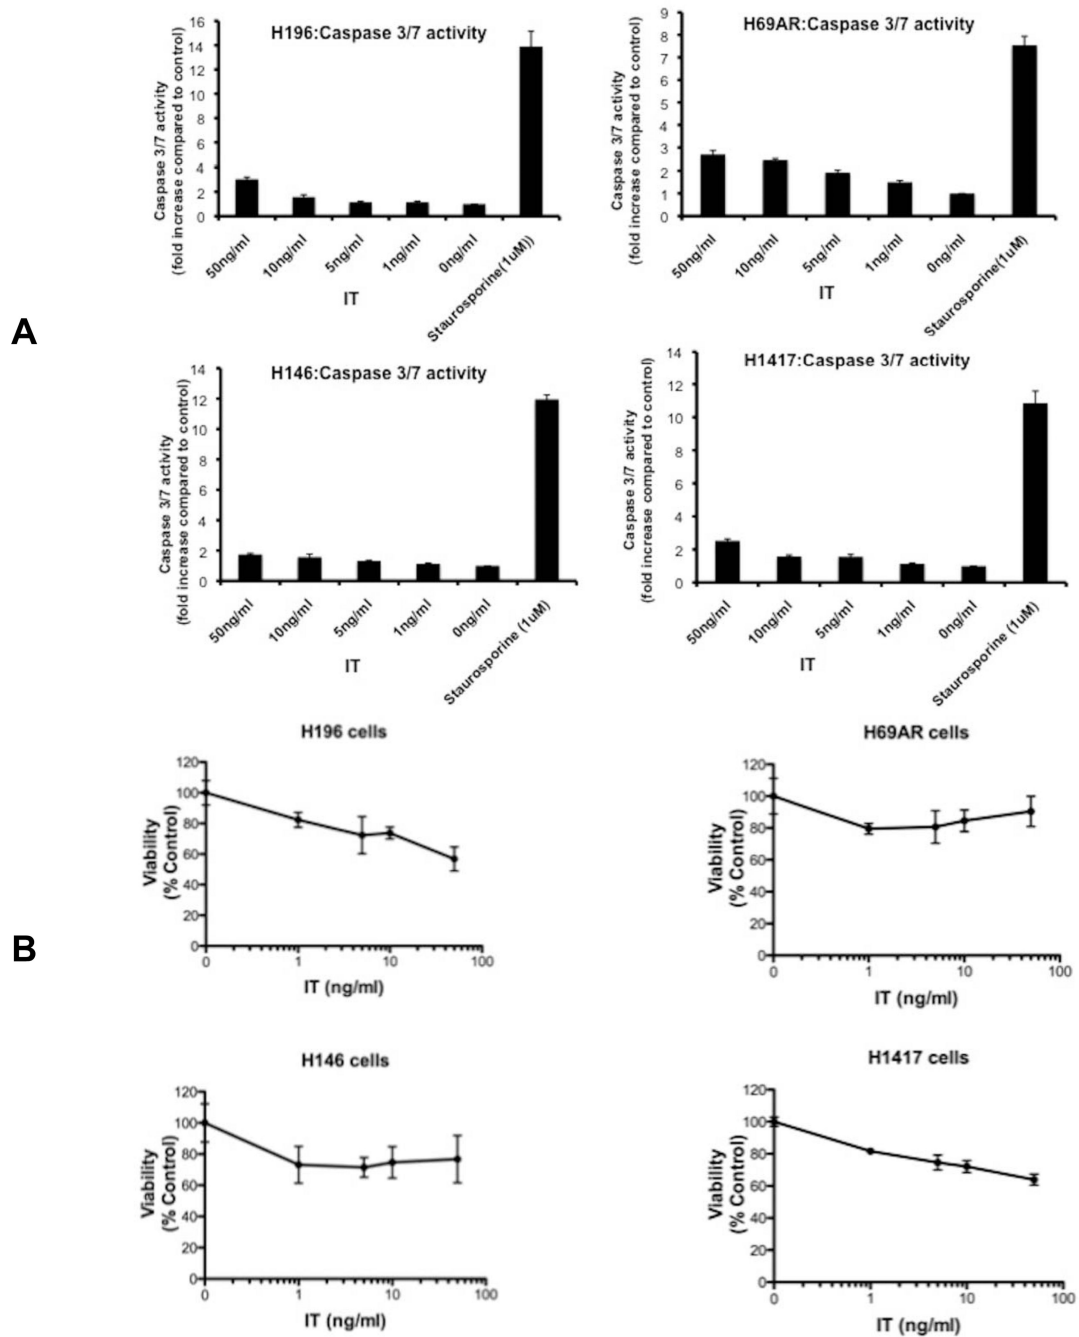 A
H196:Caspase 3/7 activity
Caspase 3/7 activity
(fold increase compared to control)
16
14
12
10
8
6
4
2
0
50ng/ml
10ng/ml
5ng/ml
1ng/ml
0ng/ml
Staurosporine(1uM))
IT
H69AR:Caspase 3/7 activity
Caspase 3/7 activity
(fold increase compared to control)
9
8
7
6
5
4
3
2
1
0
50ng/ml
10ng/ml
5ng/ml
1ng/ml
0ng/ml
Staurosporine(1uM)
IT
H146:Caspase 3/7 activity
Caspase 3/7 activity
(fold increase compared to control)
14
12
10
8
6
4
2
0
50ng/ml
10ng/ml
5ng/ml
1ng/ml
0ng/ml
Staurosporine (1uM)
IT
H1417:Caspase 3/7 activity
Caspase 3/7 activity
(fold increase compared to control)
14
12
10
8
6
4
2
0
50ng/ml
10ng/ml
5ng/ml
1ng/ml
0ng/ml
Staurosporine (1uM)
IT
B
H196 cells
Viability
(% Control)
120
100
80
60
40
20
0
0 1 10 100
IT (ng/ml)
H69AR cells
Viability
(% Control)
120
100
80
60
40
20
0
0 1 10 100
IT (ng/ml)
H146 cells
Viability
(% Control)
120
100
80
60
40
20
0
0 1 10 100
IT (ng/ml)
H1417 cells
Viability
(% Control)
120
100
80
60
40
20
0
0 1 10 100
IT (ng/ml)